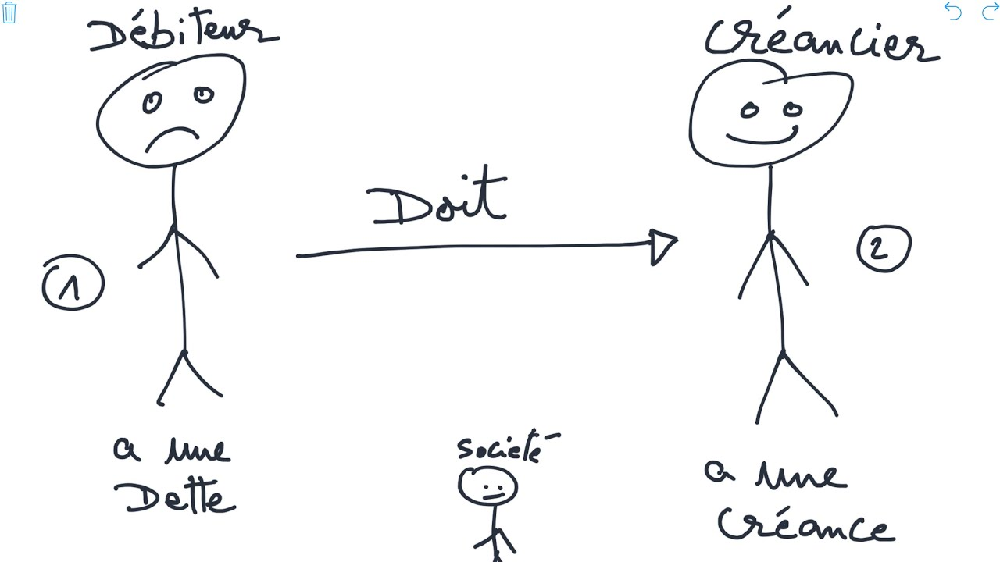 Débiteur
Créancier
Doit
1
2
a une
Dette
société
a une
Créance